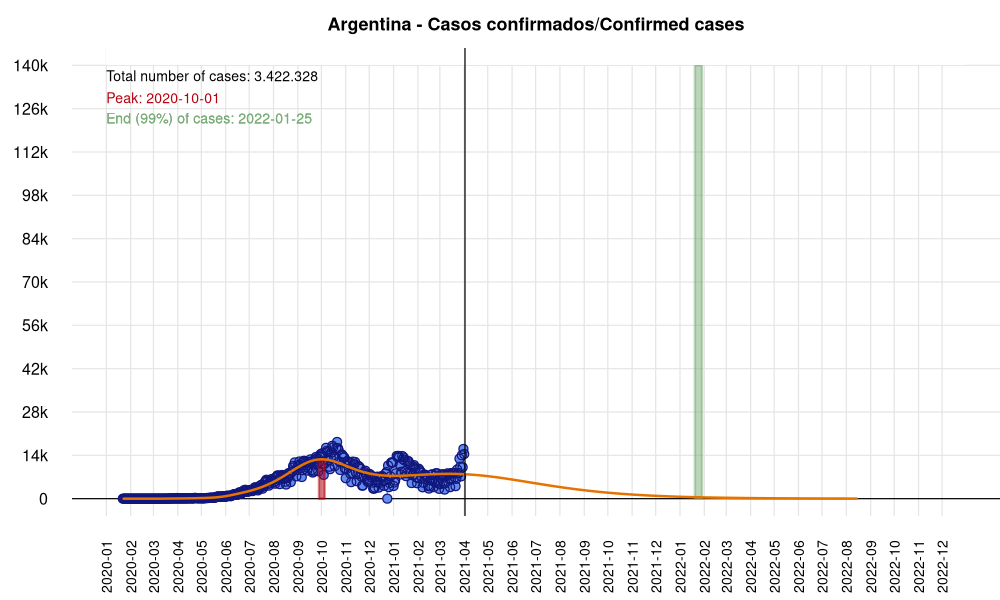 Argentina - Casos confirmados/Confirmed cases
Total number of cases: 3.422.328
Peak: 2020-10-01
End (99%) of cases: 2022-01-25
140k
126k
112k
98k
84k
70k
56k
42k
28k
14k
0
2020-01
2020-02
2020-03
2020-04
2020-05
2020-06
2020-07
2020-08
2020-09
2020-10
2020-11
2020-12
2021-01
2021-02
2021-03
2021-04
2021-05
2021-06
2021-07
2021-08
2021-09
2021-10
2021-11
2021-12
2022-01
2022-02
2022-03
2022-04
2022-05
2022-06
2022-07
2022-08
2022-09
2022-10
2022-11
2022-12